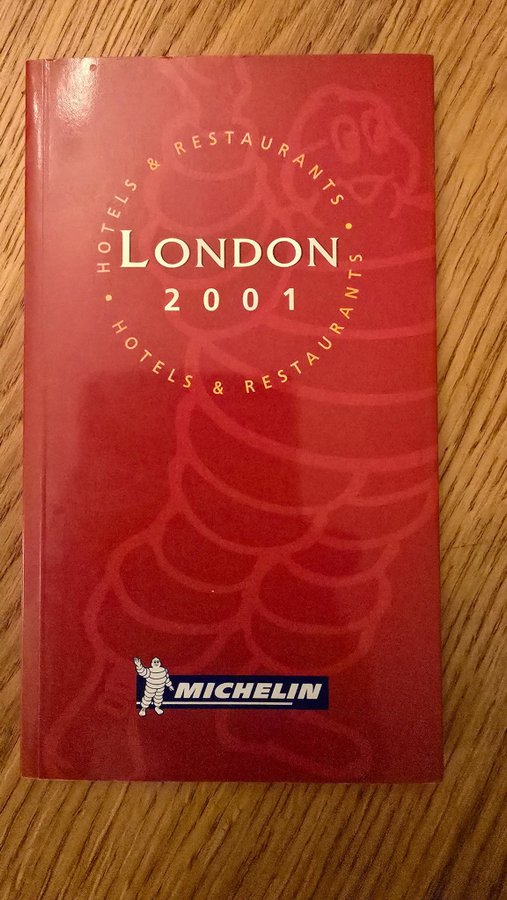 HOTELS & RESTAURANTS •
LONDON
2001
• HOTELS & RESTAURANTS
MICHELIN